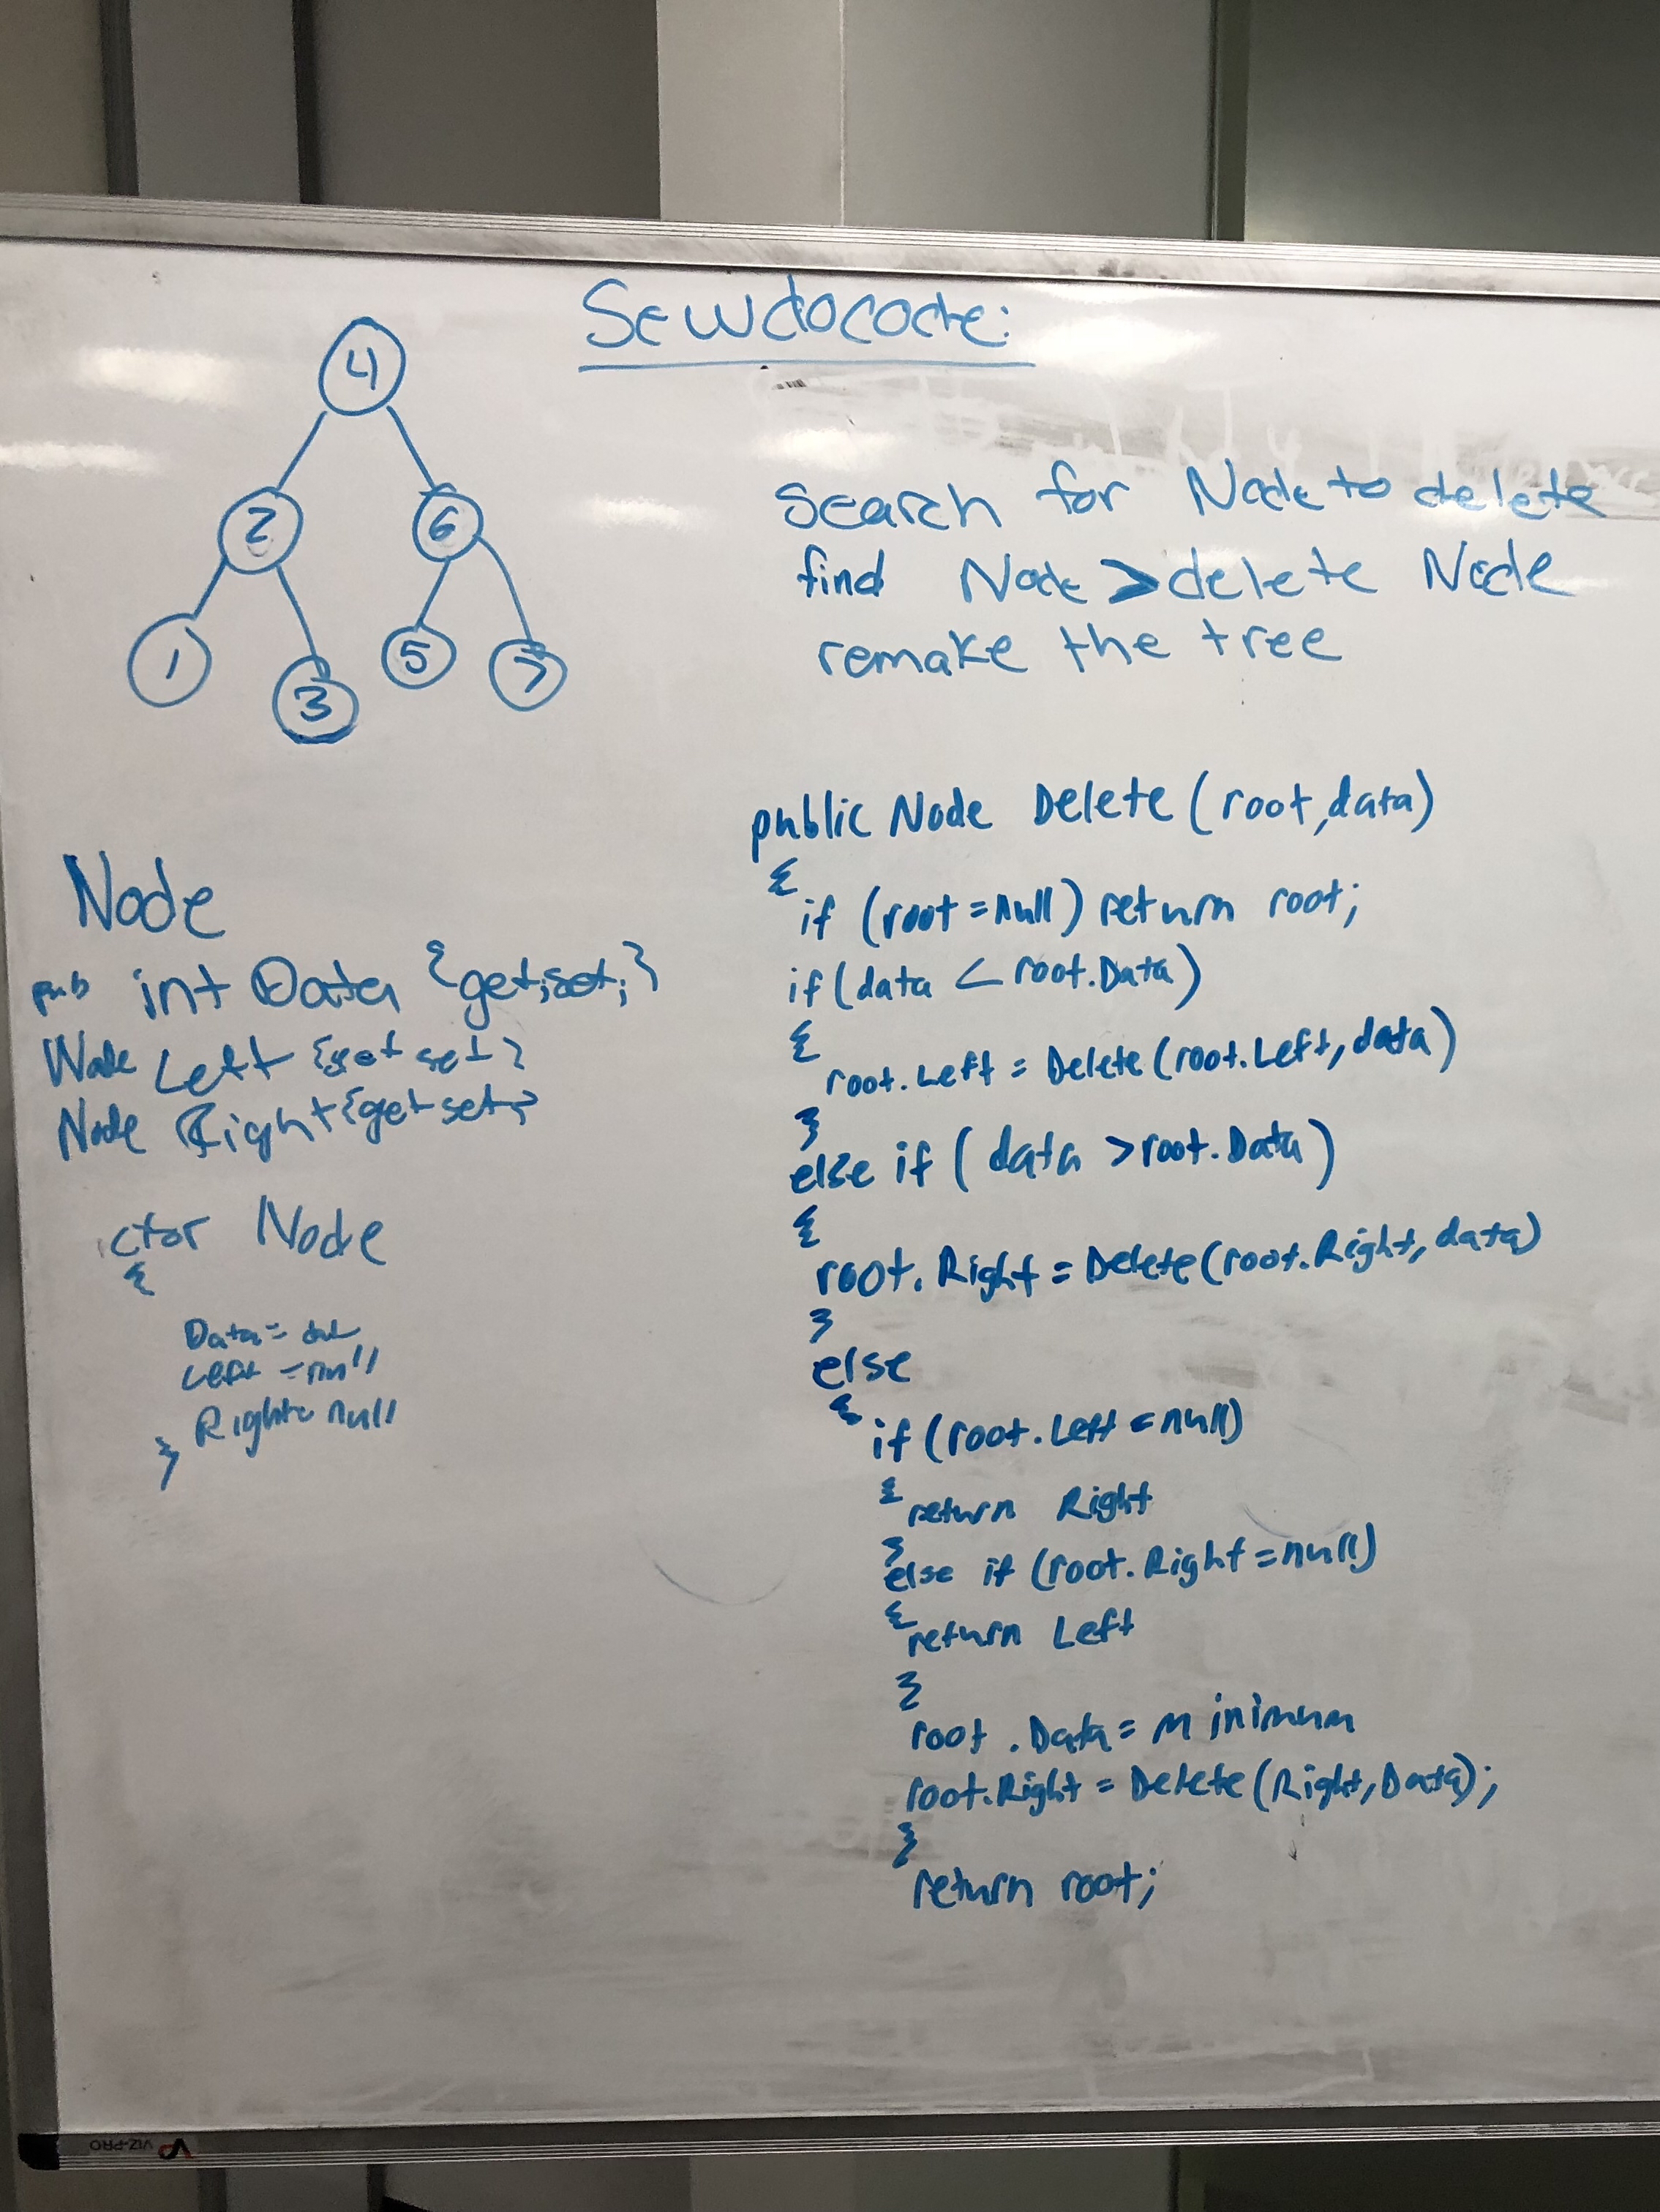 Sewdocode:
4
2
6
1
3
5
7
search for Node to delete
find Node > delete Node
remake the tree
Node
pub int Data {get;set;}
Node Left {get set}
Node Right {get set}
ctor Node
{
Data =
Left = null
Right = null
}
public Node Delete (root, data)
{
if (root = null) return root;
if (data < root.Data)
{
root.Left = Delete (root.Left, data)
}
else if (data > root.Data)
{
root.Right = Delete (root.Right, data)
}
else
{
if (root.Left = null)
{
return Right
}
else if (root.Right = null)
{
return Left
}
root.Data = Minimum
root.Right = Delete (Right, Data);
}
return root;
VIZ-PRO